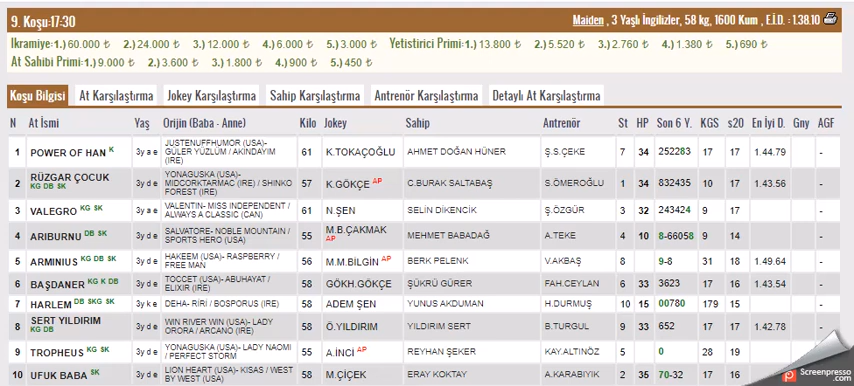 9. Koşu:17-30 Maiden , 3 Yaşlı İngilizler, 58 kg, 1600 Kum , E.İ.D. : 1.38.10
İkramiye:1.) 60.000 ₺ 2.) 24.000 ₺ 3.) 12.000 ₺ 4.) 6.000 ₺ 5.) 3.000 ₺ Yetistirici Primi:1.) 13.800 ₺ 2.) 5.520 ₺ 3.) 2.760 ₺ 4.) 1.380 ₺ 5.) 690 ₺
At Sahibi Primi:1.) 9.000 ₺ 2.) 3.600 ₺ 3.) 1.800 ₺ 4.) 900 ₺ 5.) 450 ₺
Koşu Bilgisi At Karşılaştırma Jokey Karşılaştırma Sahip Karşılaştırma Antrenör Karşılaştırma Detaylı At Karşılaştırma
N At İsmi Yaş Orijin (Baba - Anne) Kilo Jokey Sahip Antrenör St HP Son 6 Y. KGS s20 En İyi D. Gny AGF
1 POWER OF HAN K 3y a e JUSTENUFFHUMOR (USA)- GÜLER YÜZLÜM / AKINDAYIM (IRE) 61 K.TOKAÇOĞLU AHMET DOĞAN HÜNER Ş.S.ÇEKE 7 34 252283 17 17 1.44.79 -
2 RÜZGAR ÇOCUK KG DB SK 3y d e YONAGUSKA (USA)- MIDCORKTARMAC (IRE) / SHINKO FOREST (IRE) 57 K.GÖKÇE AP C.BURAK SALTABAŞ S.ÖMEROĞLU 1 34 832435 10 17 1.43.56 -
3 VALEGRO KG SK 3y a e VALENTIN- MISS INDEPENDENT / ALWAYS A CLASSIC (CAN) 61 N.ŞEN SELİN DİKENCİK Ş.ÖZGÜR 3 32 243424 9 17 -
4 ARIBURNU DB SK 3y d e SALVATORE- NOBLE MOUNTAIN / SPORTS HERO (USA) 55 M.B.ÇAKMAK AP MEHMET BABADAĞ A.TEKE 4 10 8-66058 9 14 -
5 ARMINIUS KG DB SK 3y d e HAKEEM (USA)- RASPBERRY / FREE MAN 56 M.M.BİLGİN AP BERK PELENK V.AKBAŞ 8 9-8 31 18 1.49.64 -
6 BAŞDANER KG K DB 3y d e TOCCET (USA)- ABUHAYAT / ELIXIR (IRE) 58 GÖKH.GÖKÇE ŞÜKRÜ GÜRER FAH.CEYLAN 6 33 3623 17 16 1.43.54 -
7 HARLEM DB SKG SK 3y k e DEHA- RIRI / BOSPORUS (IRE) 58 ADEM ŞEN YUNUS AKDUMAN H.DURMUŞ 10 15 00780 179 15 -
8 SERT YILDIRIM KG DB 3y d e WIN RIVER WIN (USA)- LADY ORORA / ARCANO (IRE) 58 Ö.YILDIRIM YILDIRIM SERT B.TURGUL 9 33 652 17 17 1.42.78 -
9 TROPHEUS KG SK 3y d e YONAGUSKA (USA)- LADY NAOMI / PERFECT STORM 55 A.İNCİ AP REYHAN ŞEKER KAY.ALTINÖZ 5 0 28 19
10 UFUK BABA SK 3y d e LION HEART (USA)- KISAS / WEST BY WEST (USA) 58 M.ÇİÇEK ERAY KOKTAY A.KARABIYIK 2 35 70-32 17 16
Screenpresso
.com